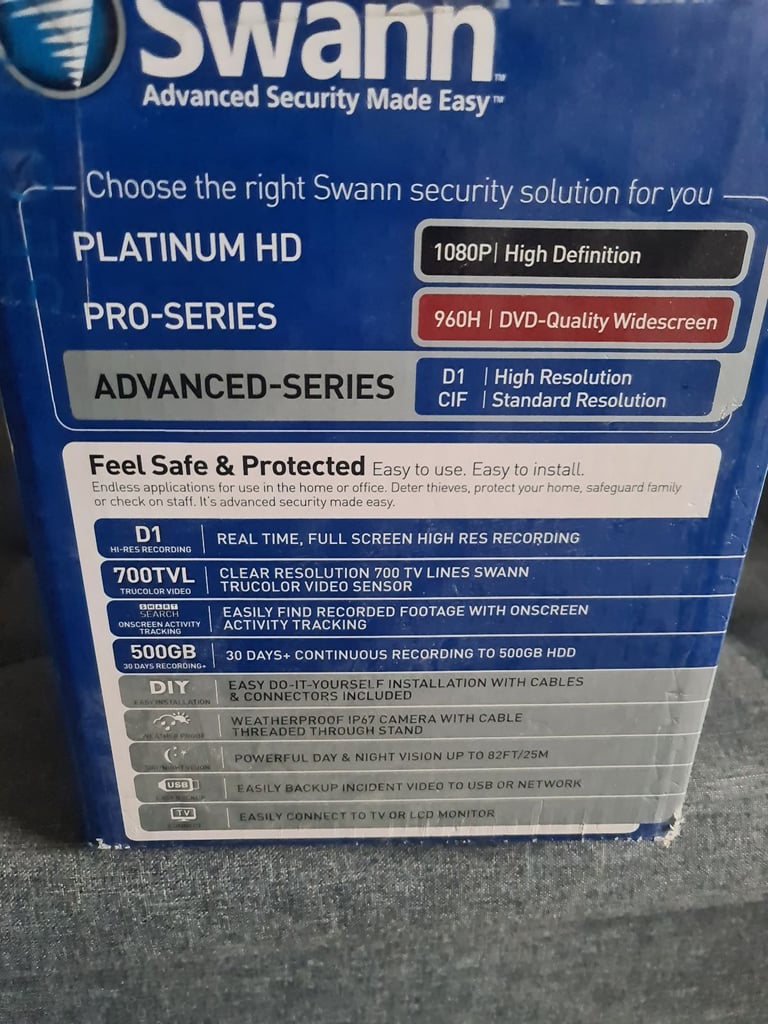 Swann™
Advanced Security Made Easy™
Choose the right Swann security solution for you
PLATINUM HD
1080P | High Definition
PRO-SERIES
960H | DVD-Quality Widescreen
ADVANCED-SERIES
D1 | High Resolution
CIF | Standard Resolution
Feel Safe & Protected Easy to use. Easy to install.
Endless applications for use in the home or office. Deter thieves, protect your home, safeguard family
or check on staff. It's advanced security made easy.
D1
HI-RES RECORDING
REAL TIME, FULL SCREEN HIGH RES RECORDING
700TVL
TRUCOLOR VIDEO
CLEAR RESOLUTION 700 TV LINES SWANN
TRUCOLOR VIDEO SENSOR
SMART
SEARCH
ONSCREEN ACTIVITY
TRACKING
EASILY FIND RECORDED FOOTAGE WITH ONSCREEN
ACTIVITY TRACKING
500GB
30 DAYS RECORDING+
30 DAYS+ CONTINUOUS RECORDING TO 500GB HDD
DIY
EASY INSTALLATION
EASY DO-IT-YOURSELF INSTALLATION WITH CABLES
& CONNECTORS INCLUDED
WEATHERPROOF
WEATHERPROOF IP67 CAMERA WITH CABLE
THREADED THROUGH STAND
DAY/NIGHT VISION
POWERFUL DAY & NIGHT VISION UP TO 82FT/25M
USB
EASY BACKUP
EASILY BACKUP INCIDENT VIDEO TO USB OR NETWORK
TV
CONNECT
EASILY CONNECT TO TV OR LCD MONITOR